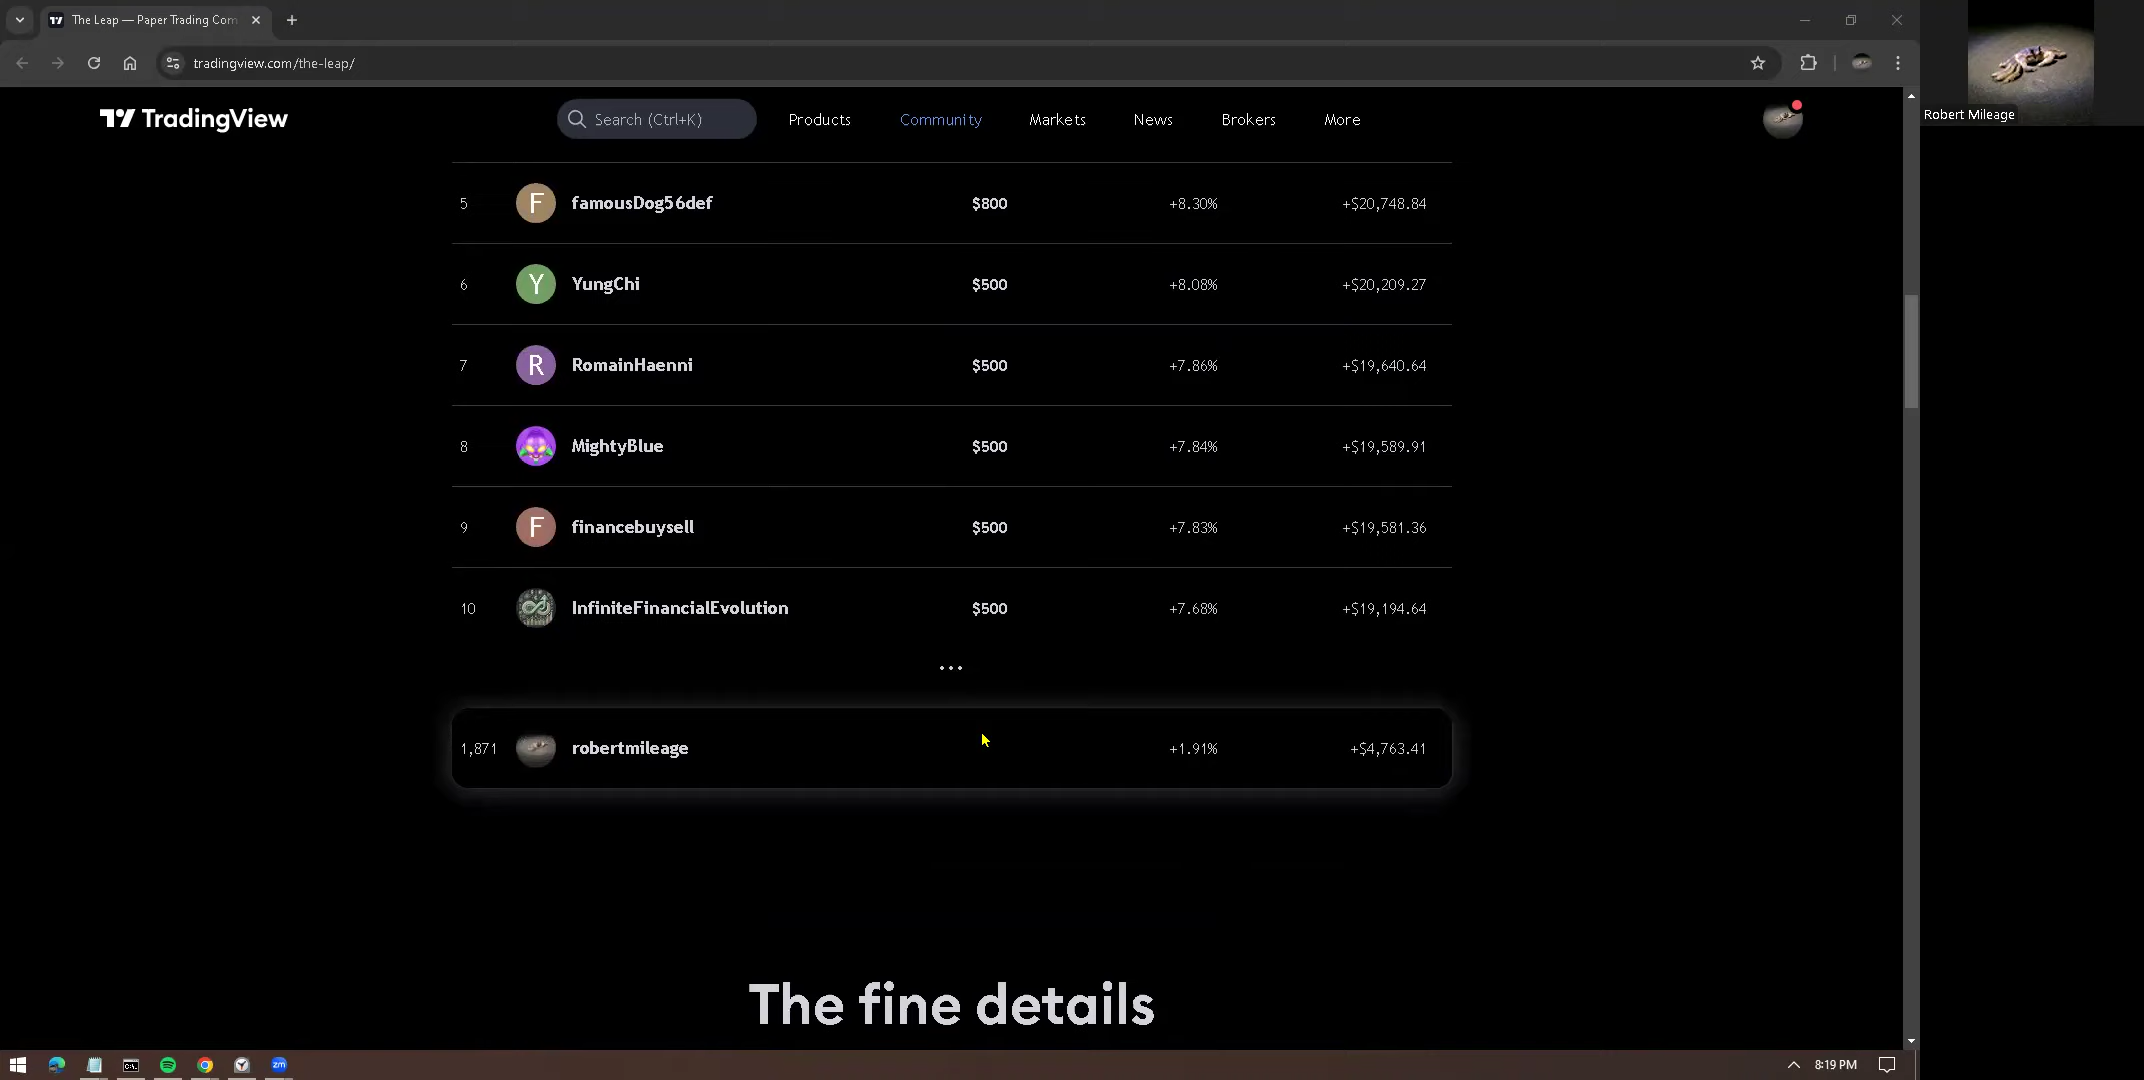 The Leap — Paper Trading Com
tradingview.com/the-leap/
Robert Mileage
TradingView
Search (Ctrl+K)
Products
Community
Markets
News
Brokers
More
5 F famousDog56def $800 +8.30% +$20,748.84
6 Y YungChi $500 +8.08% +$20,209.27
7 R RomainHaenni $500 +7.86% +$19,640.64
8 MightyBlue $500 +7.84% +$19,589.91
9 F financebuysell $500 +7.83% +$19,581.36
10 InfiniteFinancialEvolution $500 +7.68% +$19,194.64
...
1,871 robertmileage +1.91% +$4,763.41
The fine details
zm
8:19 PM